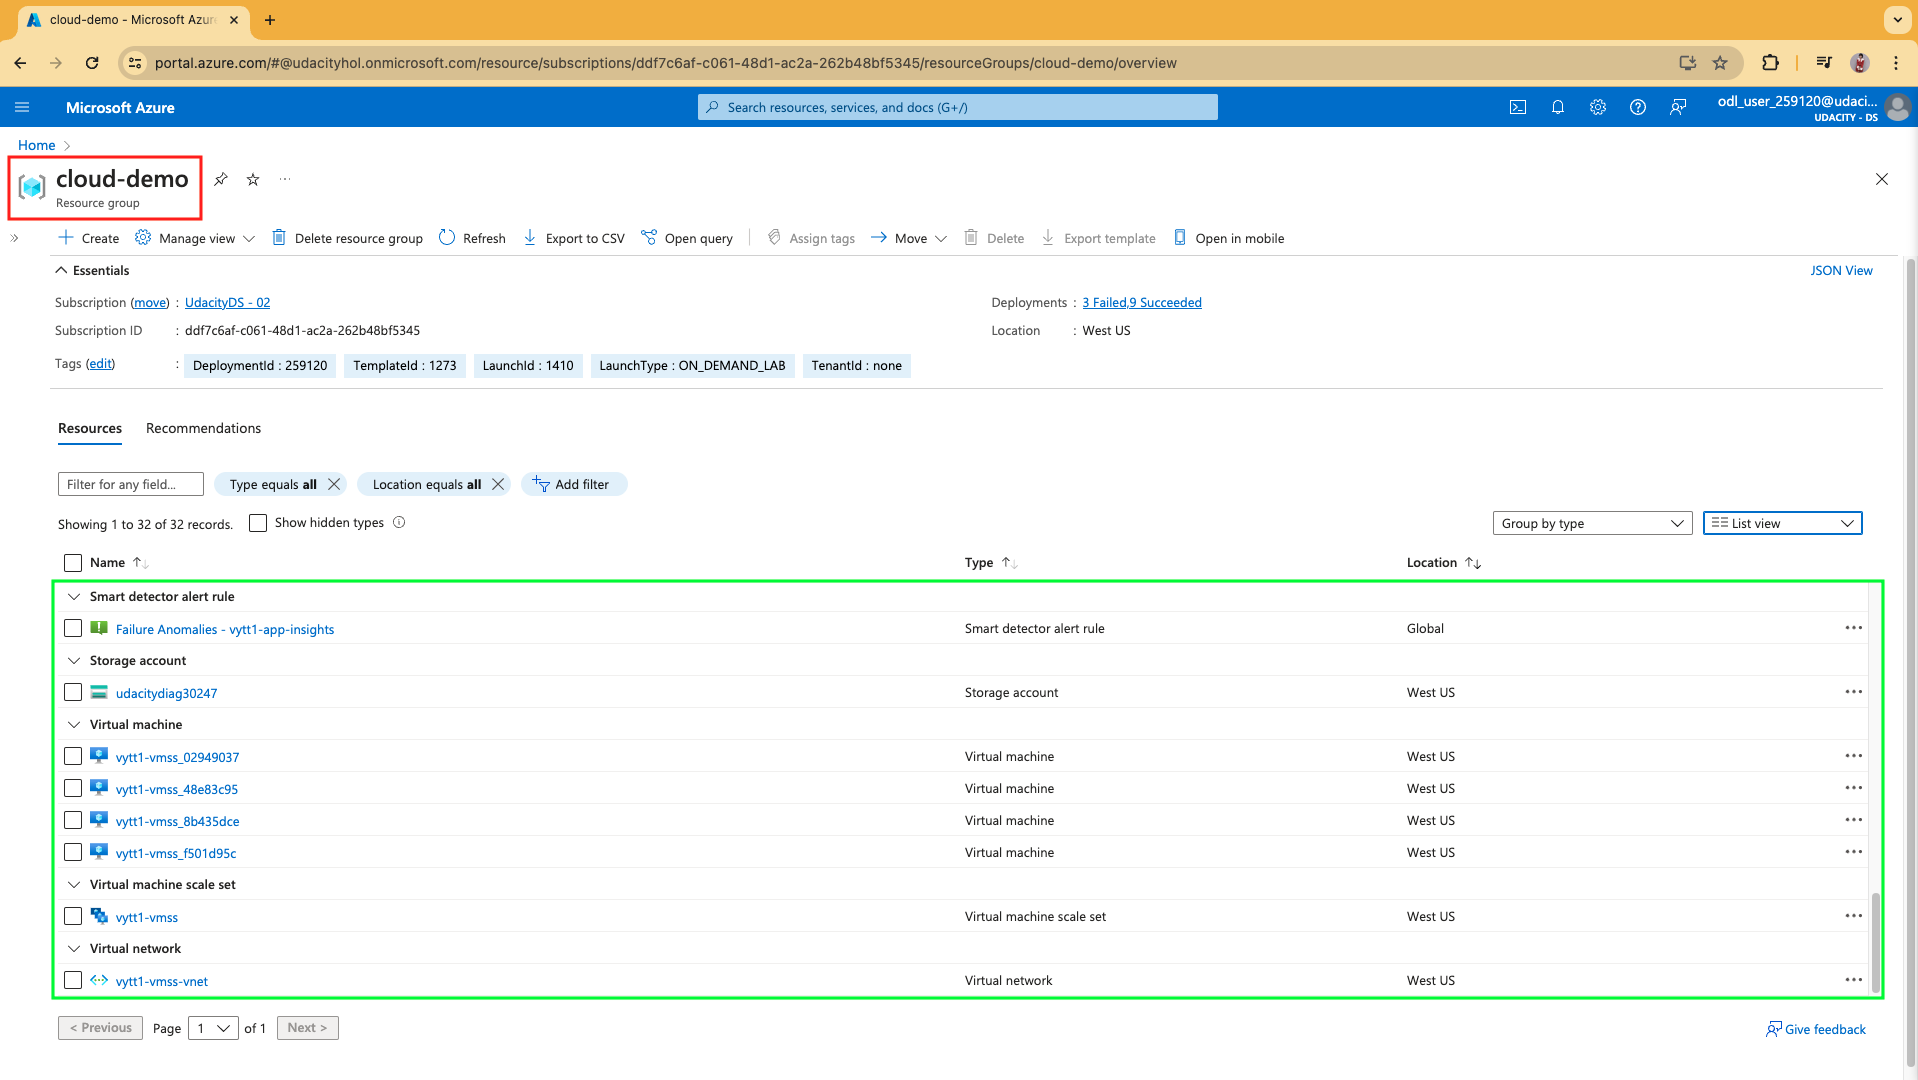 cloud-demo - Microsoft Azur
portal.azure.com/#@udacityhol.onmicrosoft.com/resource/subscriptions/ddf7c6af-c061-48d1-ac2a-262b48bf5345/resourceGroups/cloud-demo/overview
Microsoft Azure
Search resources, services, and docs (G+/)
odl_user_259120@udaci...
UDACITY - DS
Home
cloud-demo
Resource group
Create
Manage view
Delete resource group
Refresh
Export to CSV
Open query
Assign tags
Move
Delete
Export template
Open in mobile
Essentials
JSON View
Subscription (move) : UdacityDS - 02
Deployments : 3 Failed,9 Succeeded
Subscription ID : ddf7c6af-c061-48d1-ac2a-262b48bf5345
Location : West US
Tags (edit) : DeploymentId : 259120 TemplateId : 1273 LaunchId : 1410 LaunchType : ON_DEMAND_LAB TenantId : none
Resources
Recommendations
Filter for any field...
Type equals all
Location equals all
Add filter
Showing 1 to 32 of 32 records.
Show hidden types
Group by type
List view
Name Type Location
Smart detector alert rule
Failure Anomalies - vytt1-app-insights Smart detector alert rule Global
Storage account
udacitydiag30247 Storage account West US
Virtual machine
vytt1-vmss_02949037 Virtual machine West US
vytt1-vmss_48e83c95 Virtual machine West US
vytt1-vmss_8b435dce Virtual machine West US
vytt1-vmss_f501d95c Virtual machine West US
Virtual machine scale set
vytt1-vmss Virtual machine scale set West US
Virtual network
vytt1-vmss-vnet Virtual network West US
< Previous
Page 1 of 1
Next >
Give feedback